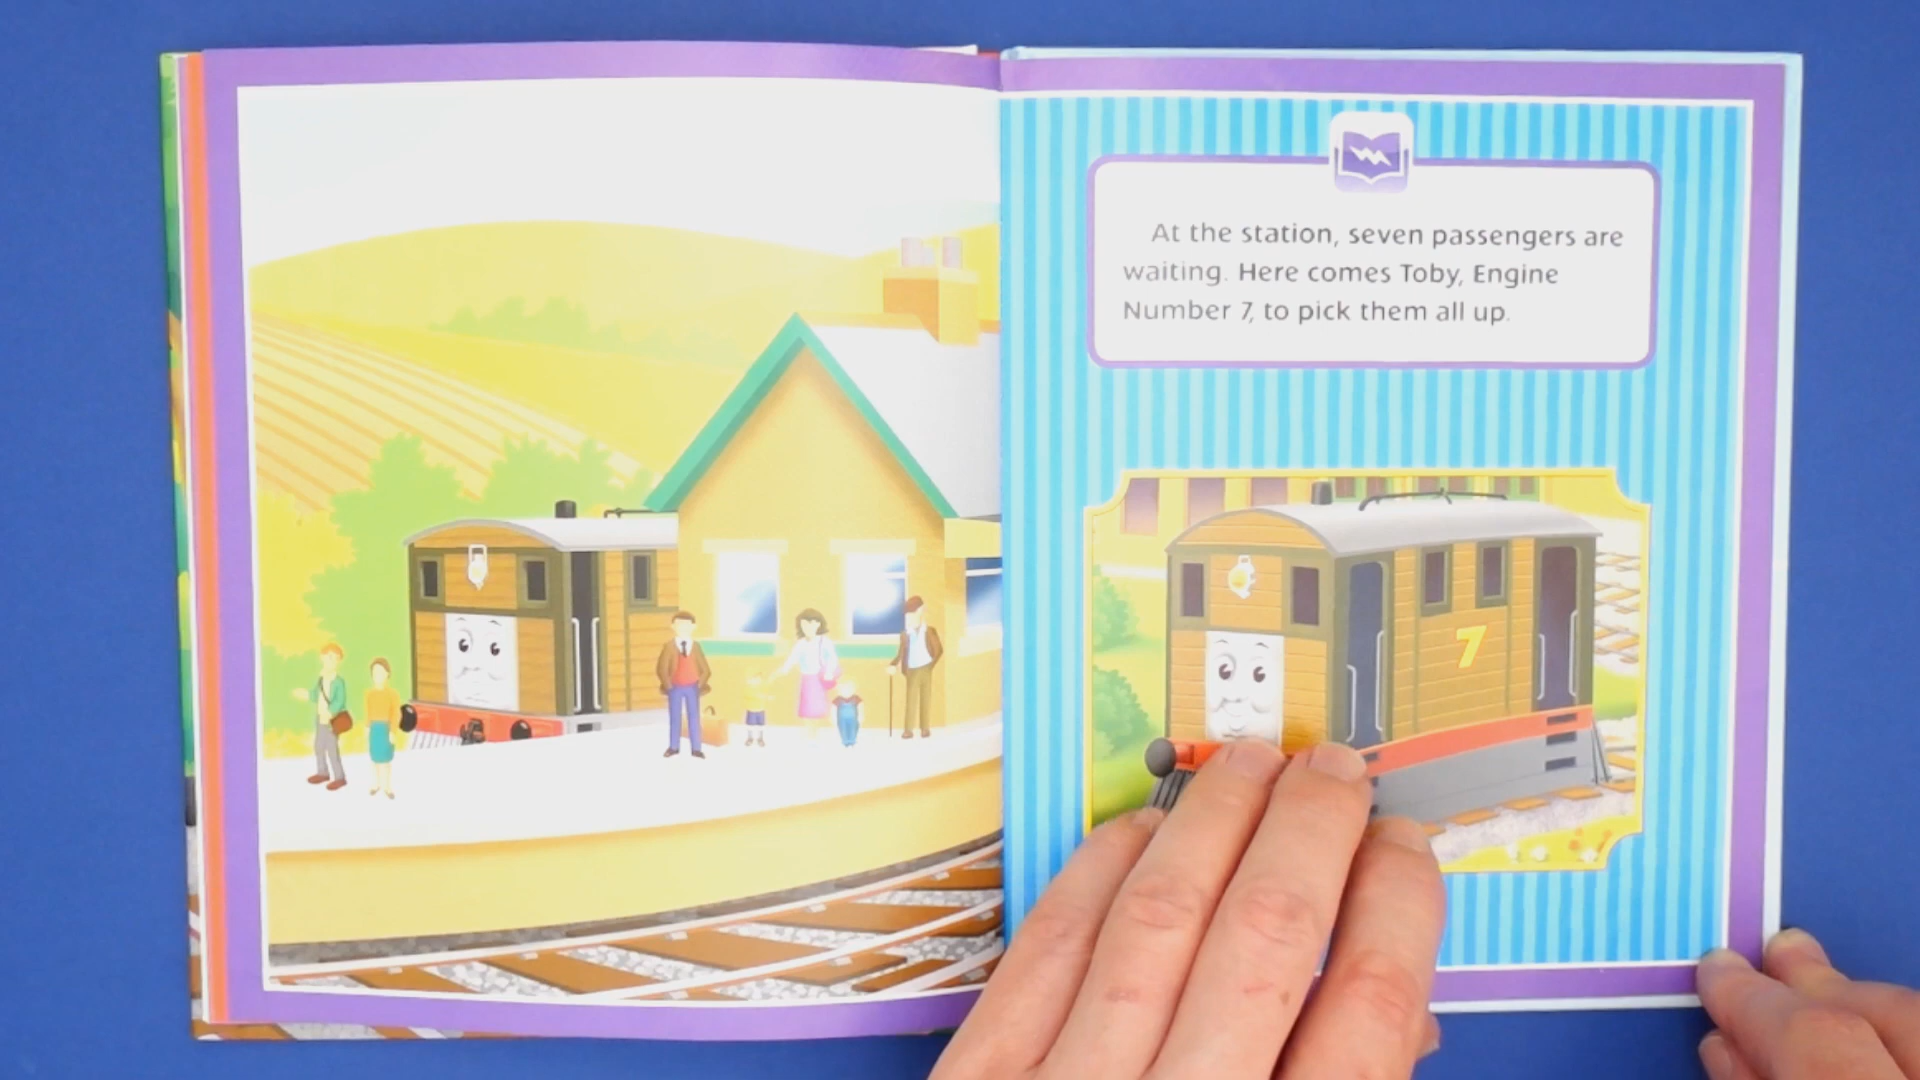 At the station, seven passengers are
waiting. Here comes Toby, Engine
Number 7, to pick them all up.
7